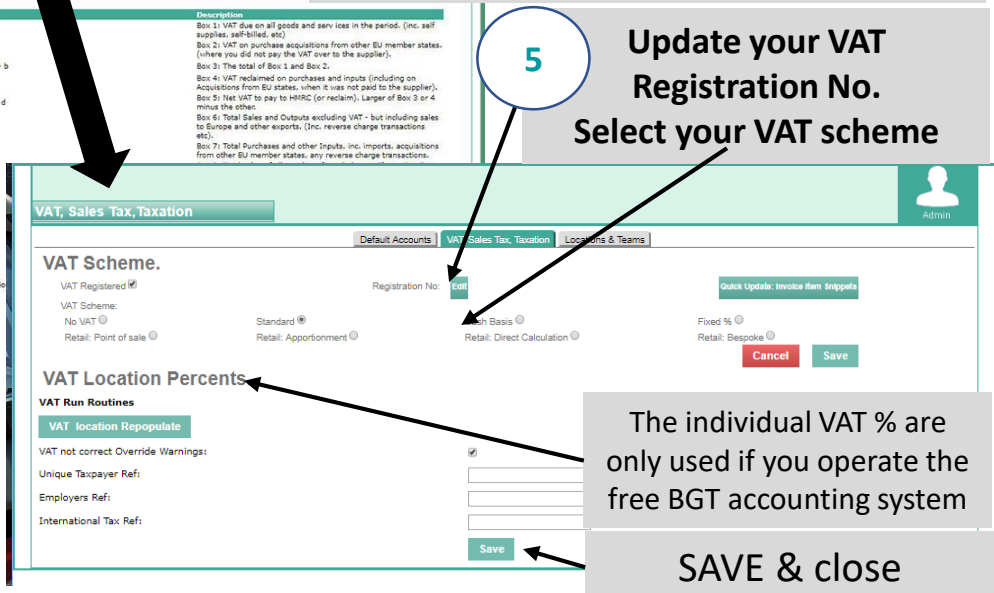 Description
Box 1: VAT due on all goods and serv ices in the period. (inc. self
supplies, self-billed, etc)
Box 2: VAT on purchase acquisitions from other EU member states.
(where you did not pay the VAT over to the supplier).
Box 3: The total of Box 1 and Box 2.
Box 4: VAT reclaimed on purchases and inputs (including on
Acquisitions from EU states, when it was not paid to the supplier).
Box 5: Net VAT to pay to HMRC (or reclaim). Larger of Box 3 or 4
minus the other.
Box 6: Total Sales and Outputs excluding VAT - but including sales
to Europe and other exports. (Inc. reverse charge transactions
etc).
Box 7: Total Purchases and other Inputs, inc. imports, acquisitions
from other EU member states, any reverse charge transactions.
b
d
5
Update your VAT
Registration No.
Select your VAT scheme
VAT, Sales Tax,Taxation
Admin
Default Accounts VAT, Sales Tax, Taxation Locations & Teams
VAT Scheme.
VAT Registered Registration No: Edit Quick Update: Invoice Item Snippets
VAT Scheme:
No VAT Standard Cash Basis Fixed %
Retail: Point of sale Retail: Apportionment Retail: Direct Calculation Retail: Bespoke
Cancel Save
VAT Location Percents
VAT Run Routines
VAT location Repopulate
VAT not correct Override Warnings:
Unique Taxpayer Ref:
Employers Ref:
International Tax Ref:
Save
The individual VAT % are
only used if you operate the
free BGT accounting system
SAVE & close